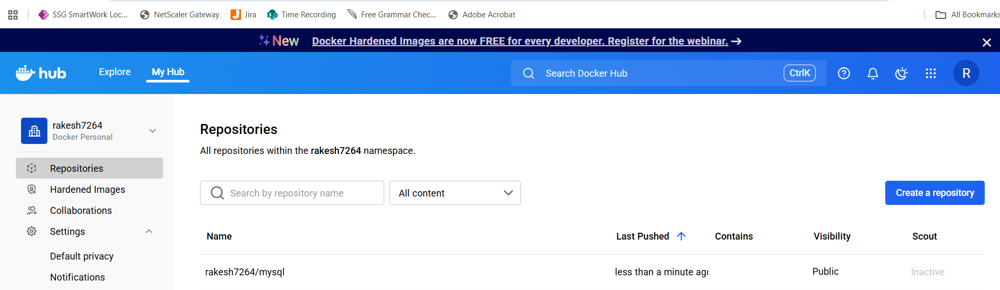 SSG SmartWork Loc...
NetScaler Gateway
Jira
Time Recording
Free Grammar Chec...
Adobe Acrobat
All Bookmarks
New
Docker Hardened Images are now FREE for every developer. Register for the webinar. →
hub
Explore
My Hub
Search Docker Hub
CtrlK
R
rakesh7264
Docker Personal
Repositories
Hardened Images
Collaborations
Settings
Default privacy
Notifications
Repositories
All repositories within the rakesh7264 namespace.
Search by repository name
All content
Create a repository
Name
Last Pushed
Contains
Visibility
Scout
rakesh7264/mysql
less than a minute ago
Public
Inactive